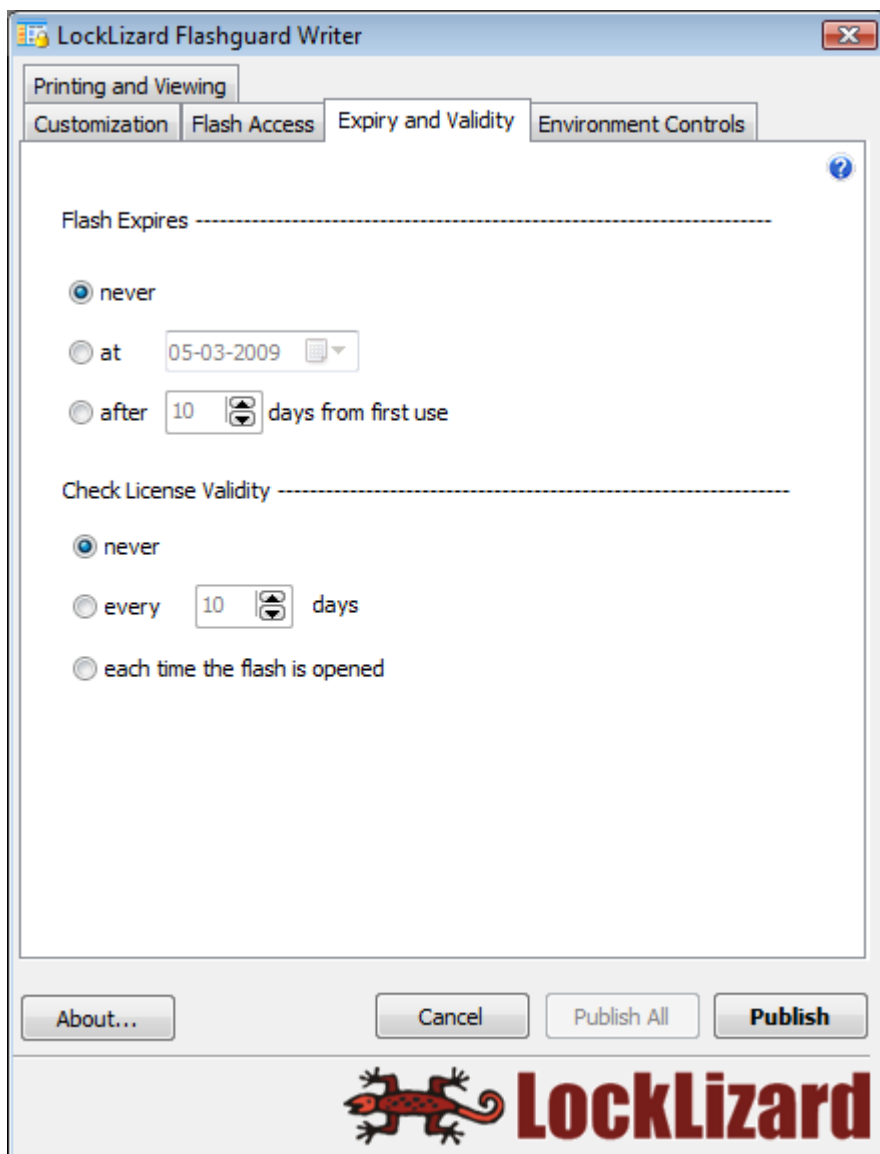 LockLizard Flashguard Writer
Printing and Viewing
Customization Flash Access Expiry and Validity Environment Controls
?
Flash Expires ------------------------------------------------------------------------
never
at 05-03-2009
after 10 days from first use
Check License Validity ----------------------------------------------------------------
never
every 10 days
each time the flash is opened
About... Cancel Publish All Publish
LockLizard